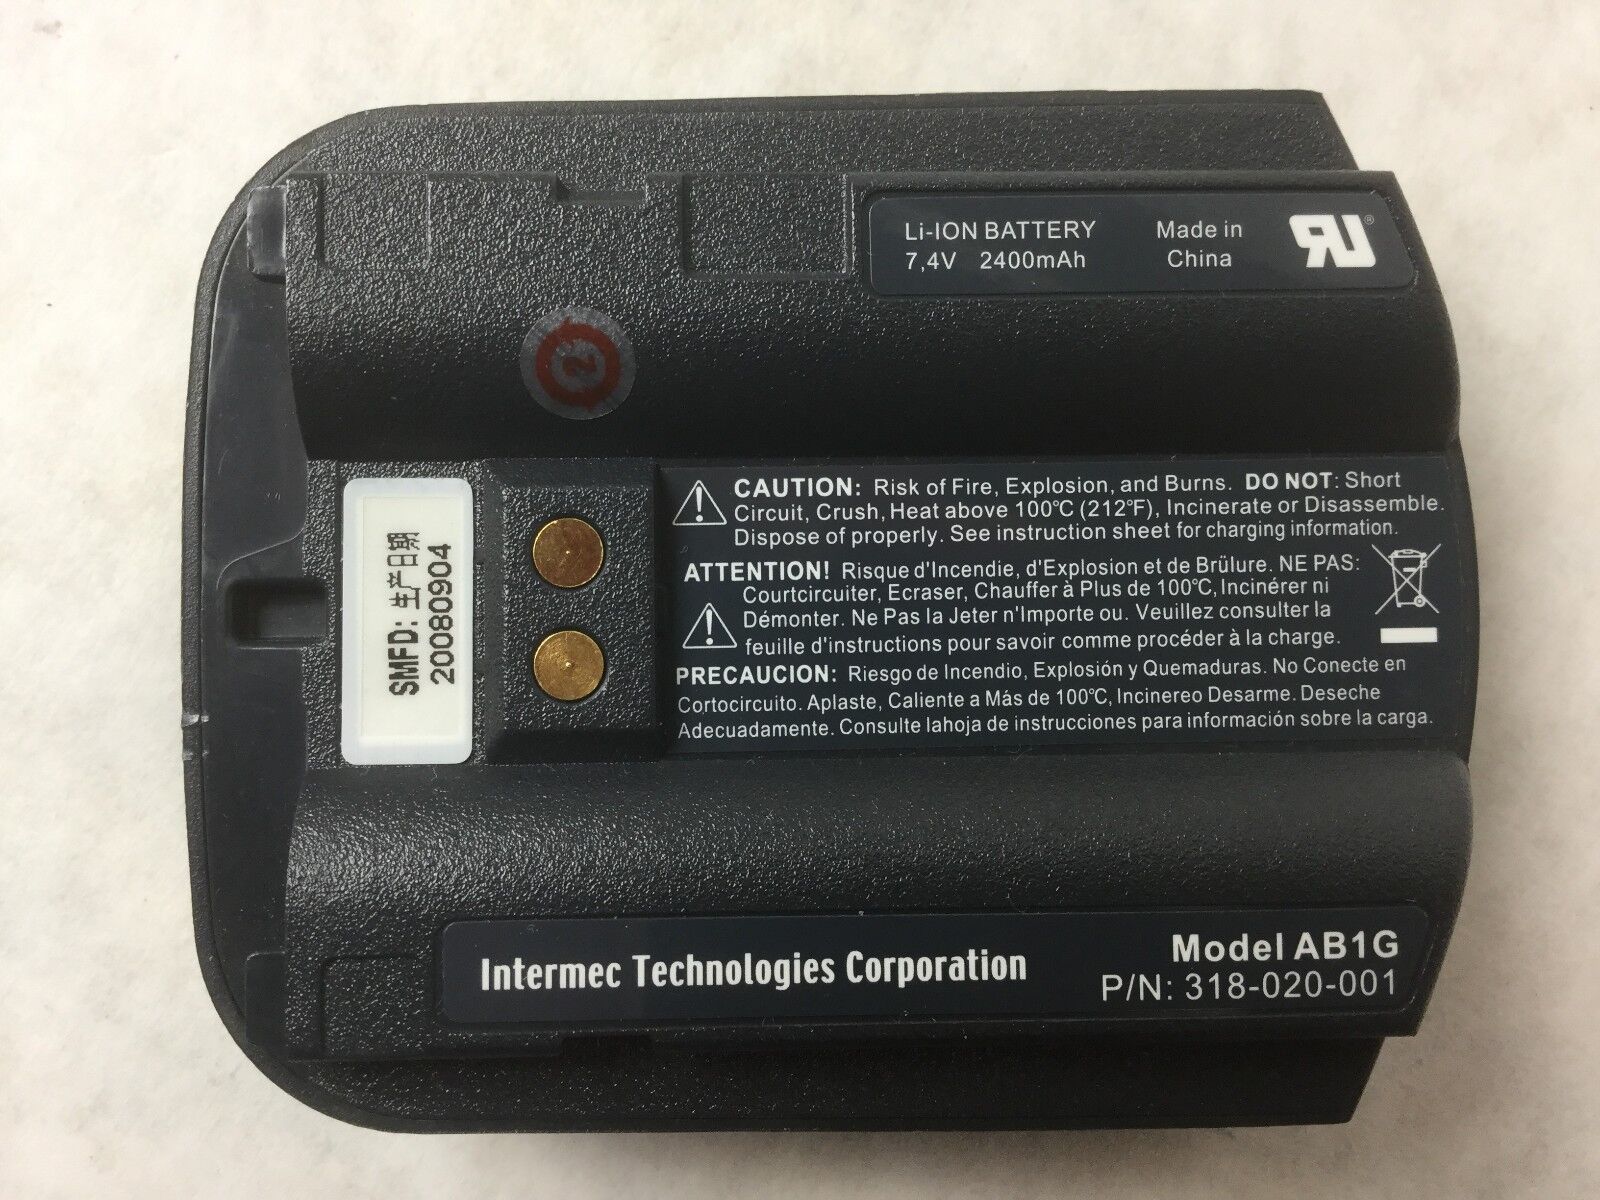 Li-ION BATTERY
7,4V 2400mAh
Made in
China
RU®
2
SMFD: 生产日期
20080904
CAUTION: Risk of Fire, Explosion, and Burns. DO NOT: Short
Circuit, Crush, Heat above 100℃ (212℉), Incinerate or Disassemble.
Dispose of properly. See instruction sheet for charging information.
ATTENTION! Risque d'Incendie, d'Explosion et de Brülure. NE PAS:
Courtcircuiter, Ecraser, Chauffer à Plus de 100℃, Incinérer ni
Démonter. Ne Pas la Jeter n'Importe ou. Veuillez consulter la
feuille d'instructions pour savoir comme procéder à la charge.
PRECAUCION: Riesgo de Incendio, Explosión y Quemaduras. No Conecte en
Cortocircuito. Aplaste, Caliente a Más de 100℃, Incinereo Desarme. Deseche
Adecuadamente. Consulte lahoja de instrucciones para información sobre la carga.
Intermec Technologies Corporation
Model AB1G
P/N: 318-020-001